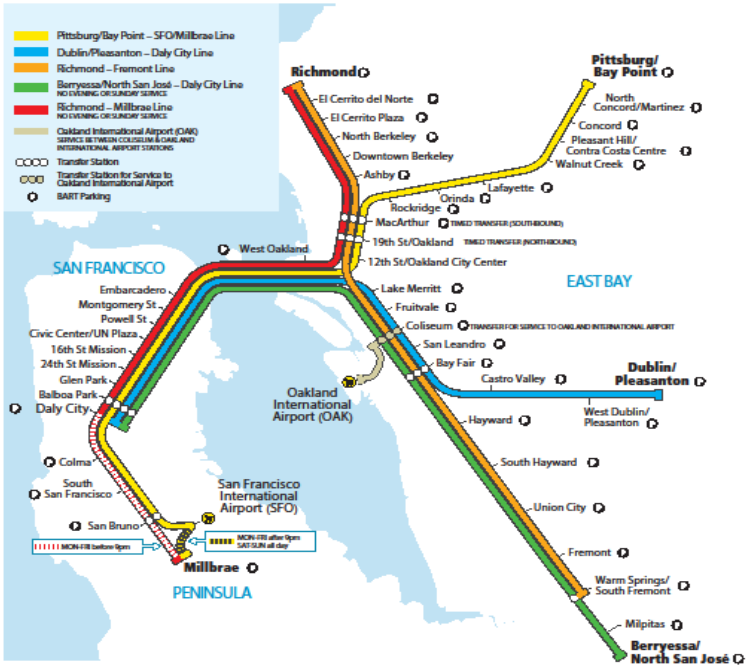 Pittsburg/Bay Point – SFO/Millbrae Line
Dublin/Pleasanton – Daly City Line
Richmond – Fremont Line
Berryessa/North San José – Daly City Line
NO EVENING OR SUNDAY SERVICE
Richmond – Millbrae Line
NO EVENING OR SUNDAY SERVICE
Oakland International Airport (OAK)
SERVICE BETWEEN COLISEUM & OAKLAND
INTERNATIONAL AIRPORT STATIONS
Transfer Station
Transfer Station for Service to
Oakland International Airport
BART Parking
Richmond
El Cerrito del Norte
El Cerrito Plaza
North Berkeley
Downtown Berkeley
Ashby
Pittsburg/
Bay Point
North
Concord/Martinez
Concord
Pleasant Hill/
Contra Costa Centre
Walnut Creek
Lafayette
Orinda
Rockridge
MacArthur
TIMED TRANSFER (SOUTHBOUND)
19th St/Oakland
TIMED TRANSFER (NORTHBOUND)
12th St/Oakland City Center
West Oakland
SAN FRANCISCO
EAST BAY
Embarcadero
Montgomery St
Powell St
Civic Center/UN Plaza
16th St Mission
24th St Mission
Glen Park
Balboa Park
Daly City
Lake Merritt
Fruitvale
Coliseum
TRANSFER FOR SERVICE TO OAKLAND INTERNATIONAL AIRPORT
San Leandro
Bay Fair
Castro Valley
Dublin/
Pleasanton
West Dublin/
Pleasanton
Oakland
International
Airport (OAK)
Hayward
South Hayward
Union City
Fremont
Warm Springs/
South Fremont
Milpitas
Berryessa/
North San José
Colma
South
San Francisco
San Bruno
San Francisco
International
Airport (SFO)
MON-FRI before 9pm
MON-FRI after 9pm
SAT-SUN all day
Millbrae
PENINSULA